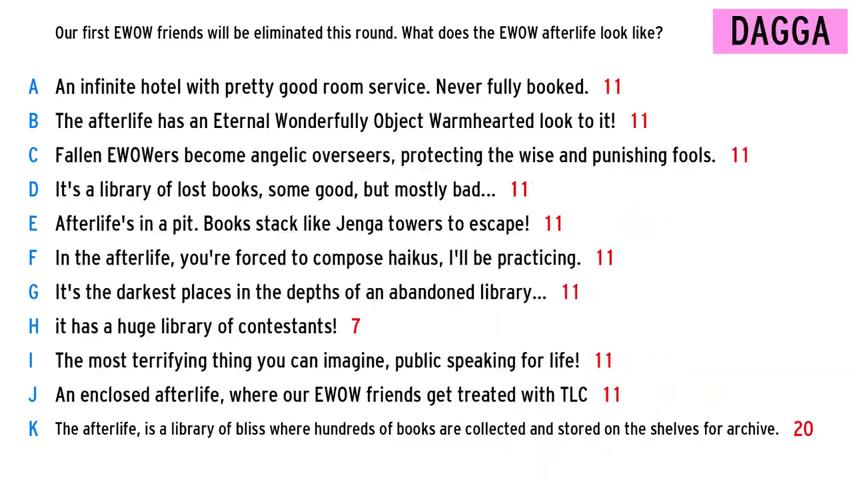 Our first EWOW friends will be eliminated this round. What does the EWOW afterlife look like?
DAGGA
A An infinite hotel with pretty good room service. Never fully booked. 11
B The afterlife has an Eternal Wonderfully Object Warmhearted look to it! 11
C Fallen EWOWers become angelic overseers, protecting the wise and punishing fools. 11
D It's a library of lost books, some good, but mostly bad... 11
E Afterlife's in a pit. Books stack like Jenga towers to escape! 11
F In the afterlife, you're forced to compose haikus, I'll be practicing. 11
G It's the darkest places in the depths of an abandoned library... 11
H it has a huge library of contestants! 7
I The most terrifying thing you can imagine, public speaking for life! 11
J An enclosed afterlife, where our EWOW friends get treated with TLC 11
K The afterlife, is a library of bliss where hundreds of books are collected and stored on the shelves for archive. 20